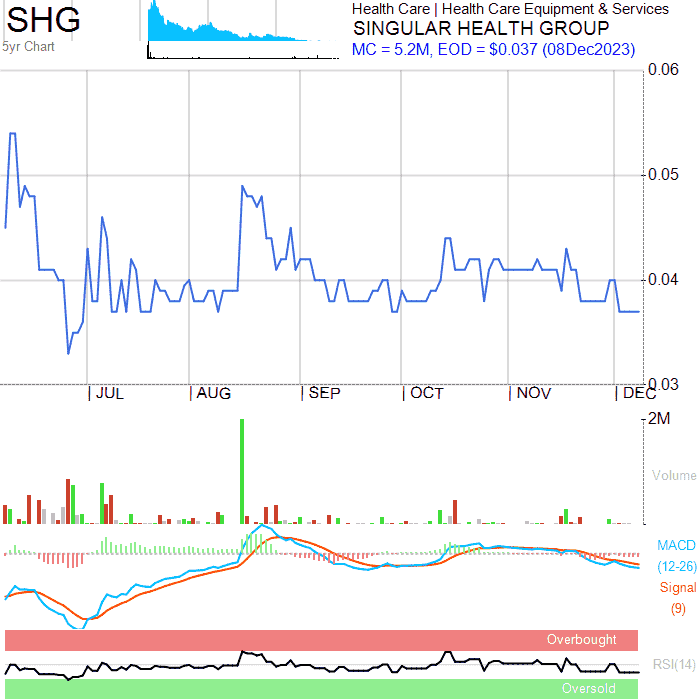 SHG
5yr Chart
Health Care | Health Care Equipment & Services
SINGULAR HEALTH GROUP
MC = 5.2M, EOD = $0.037 (08Dec2023)
0.06
0.05
0.04
0.03
JUL
AUG
SEP
OCT
NOV
DEC
2M
Volume
MACD
(12-26)
Signal
(9)
Overbought
RSI(14)
Oversold